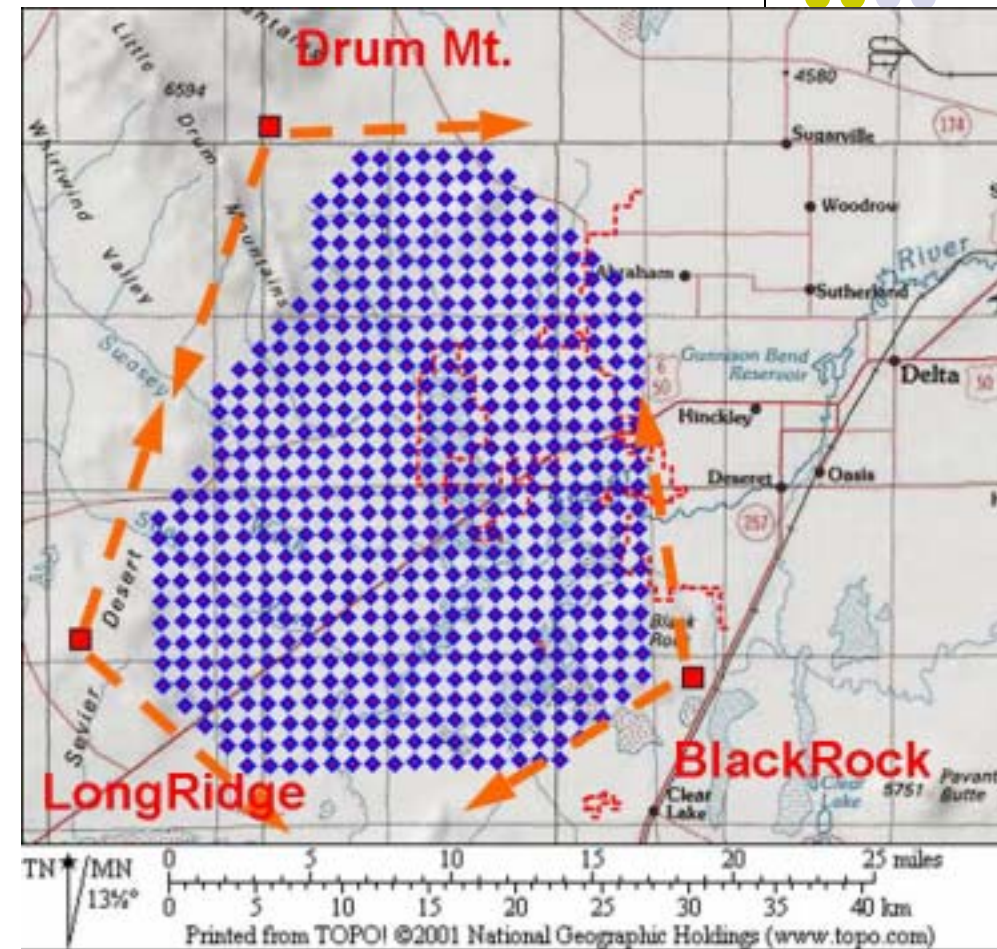 Drum Mt.
Little Drum Mountains
6594
4580
174
Sugarville
Whirlwind Valley
Woodrow
River
Abraham
Sutherland
Swasey
Gunnison Bend
Reservoir
6
50
Delta
50
Hinckley
Deseret
Oasis
257
Sevier Desert
Black
BlackRock
LongRidge
Clear
Lake
Clear
Lake
5751
Pavant
Butte
TN MN
13½°
0 5 10 15 20 25 miles
0 5 10 15 20 25 30 35 40 km
Printed from TOPO! ©2001 National Geographic Holdings (www.topo.com)